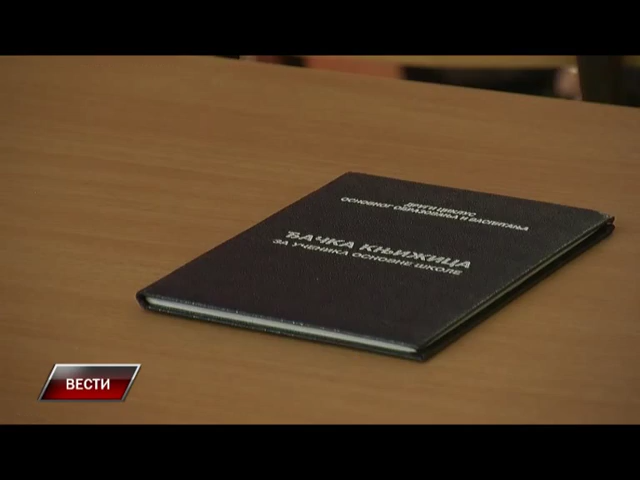 ДРУГИ ЦИКЛУС
ОСНОВНОГ ОБРАЗОВАЊА И ВАСПИТАЊА
ЂАЧКА КЊИЖИЦА
ЗА УЧЕНИКА ОСНОВНЕ ШКОЛЕ
ВЕСТИ